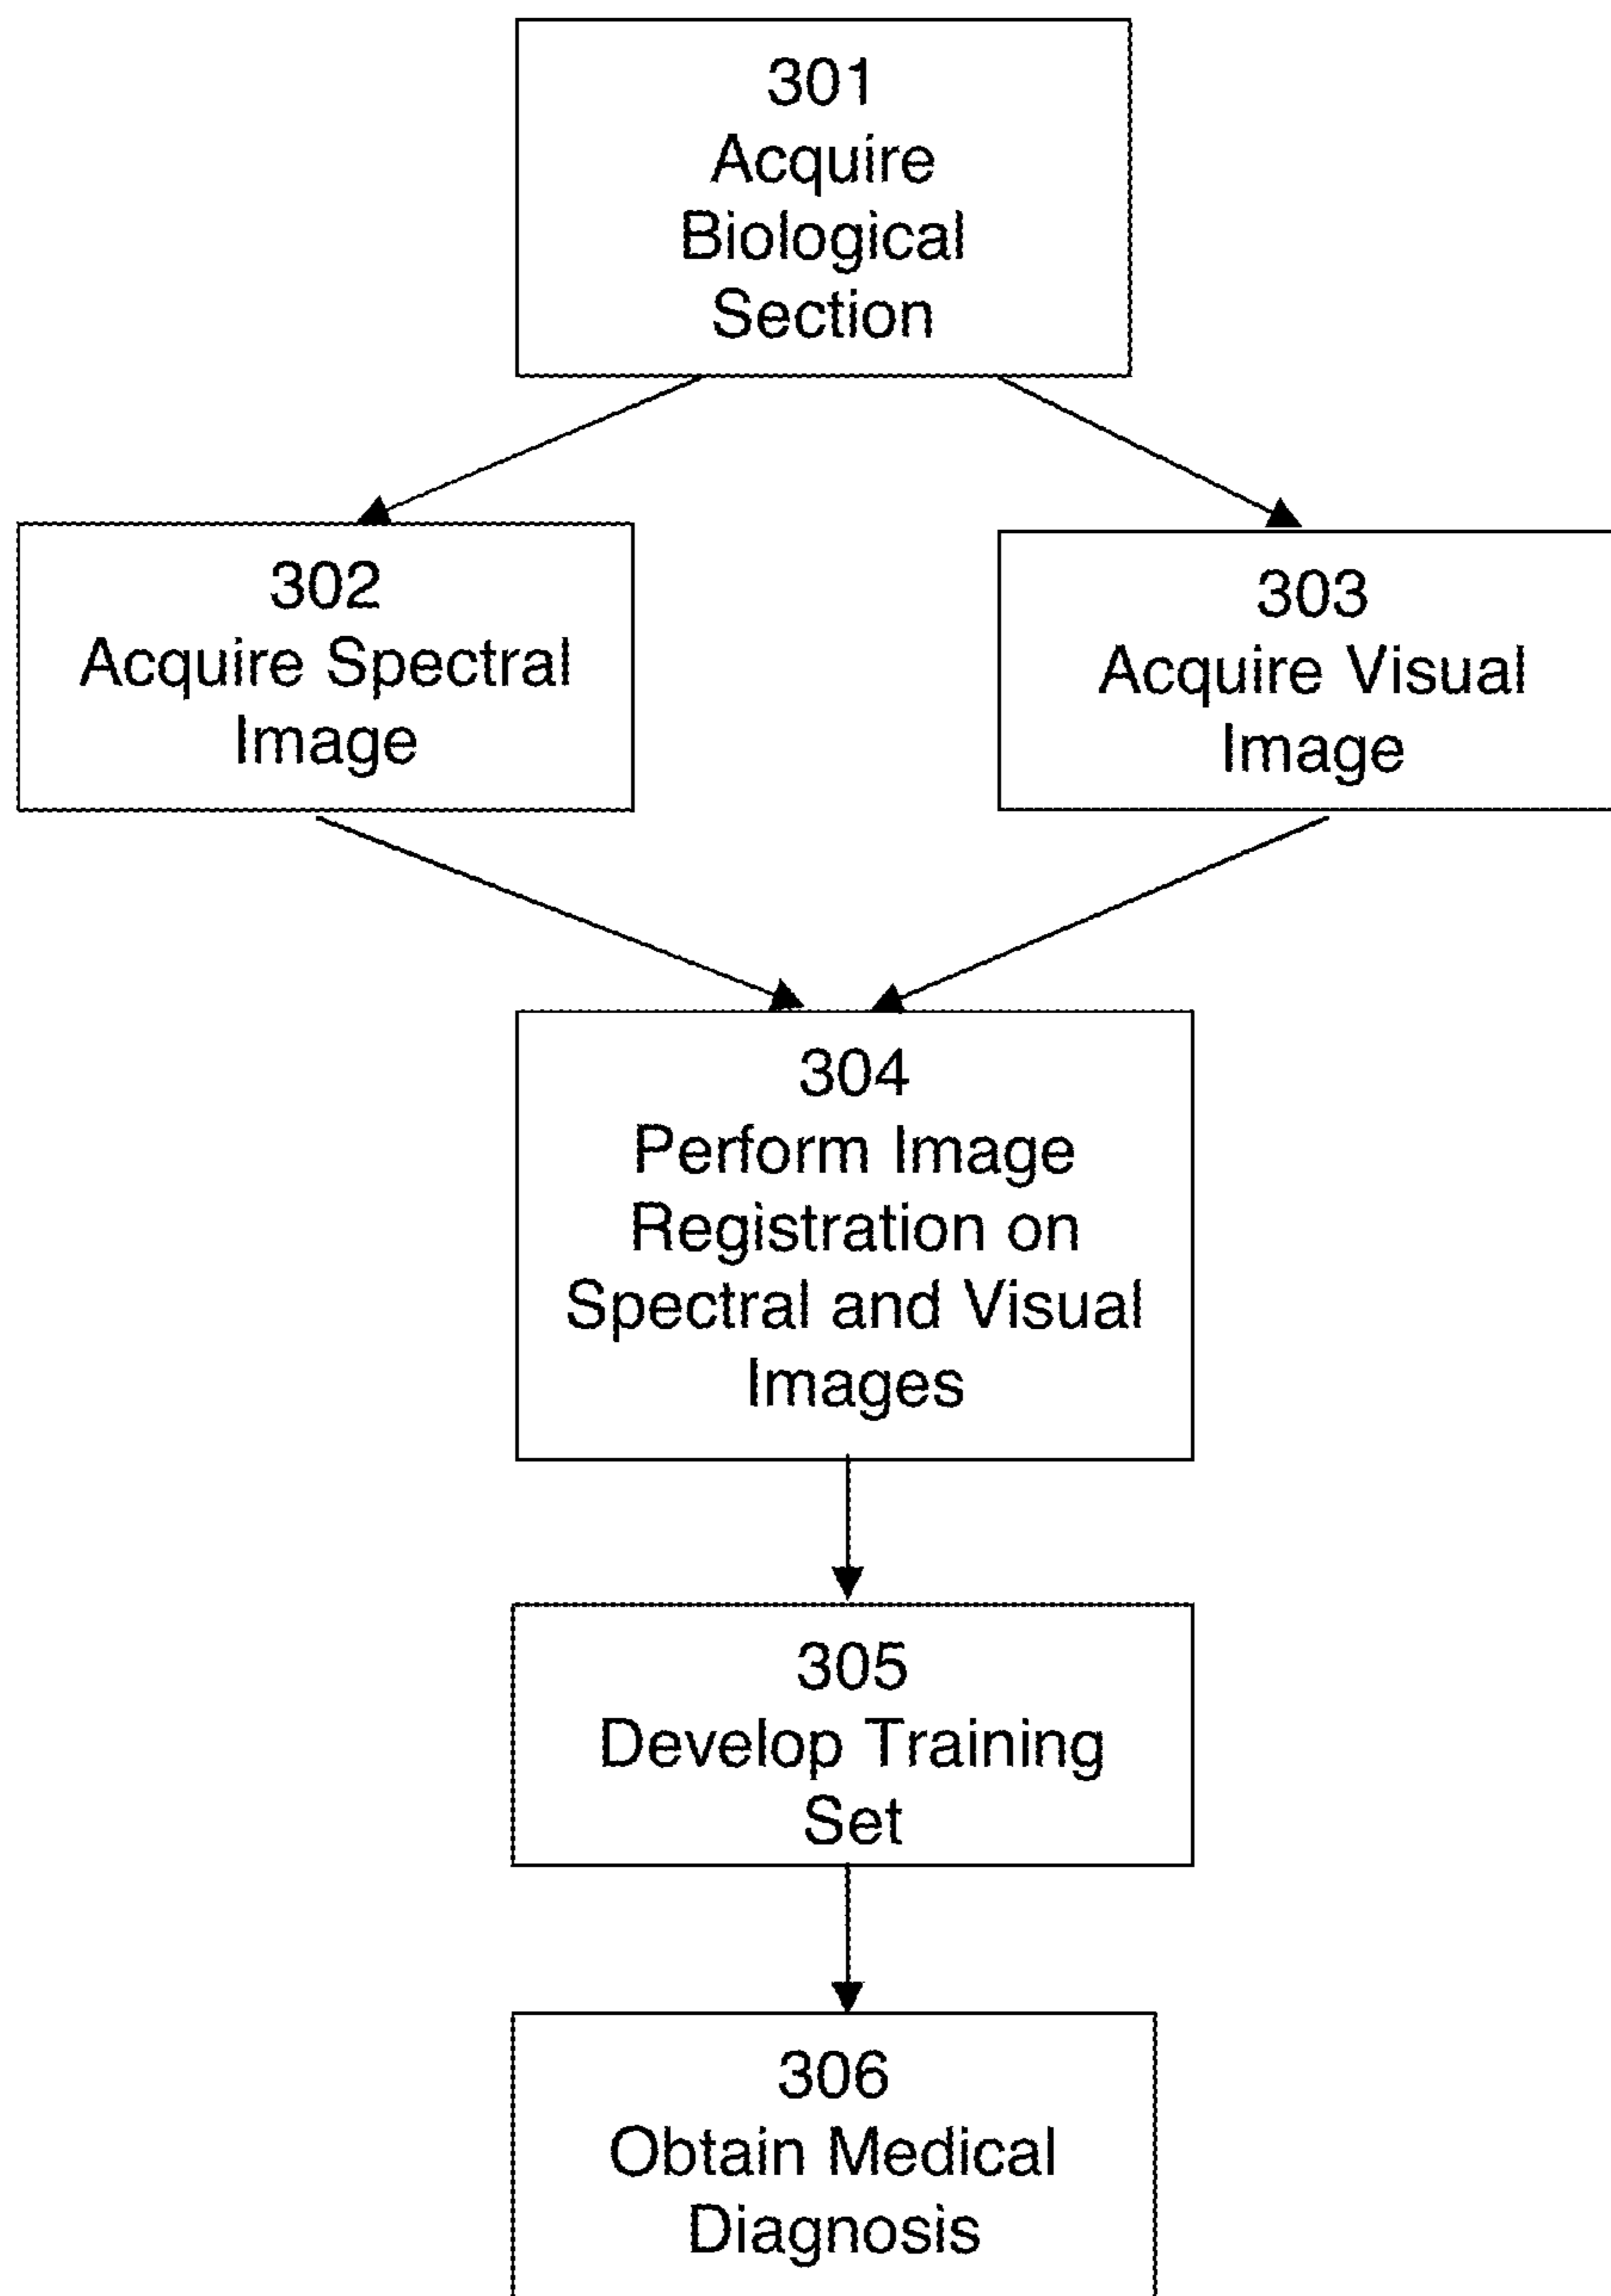 301
Acquire
Biological
Section
302
Acquire Spectral
Image
303
Acquire Visual
Image
304
Perform Image
Registration on
Spectral and Visual
Images
305
Develop Training
Set
306
Obtain Medical
Diagnosis